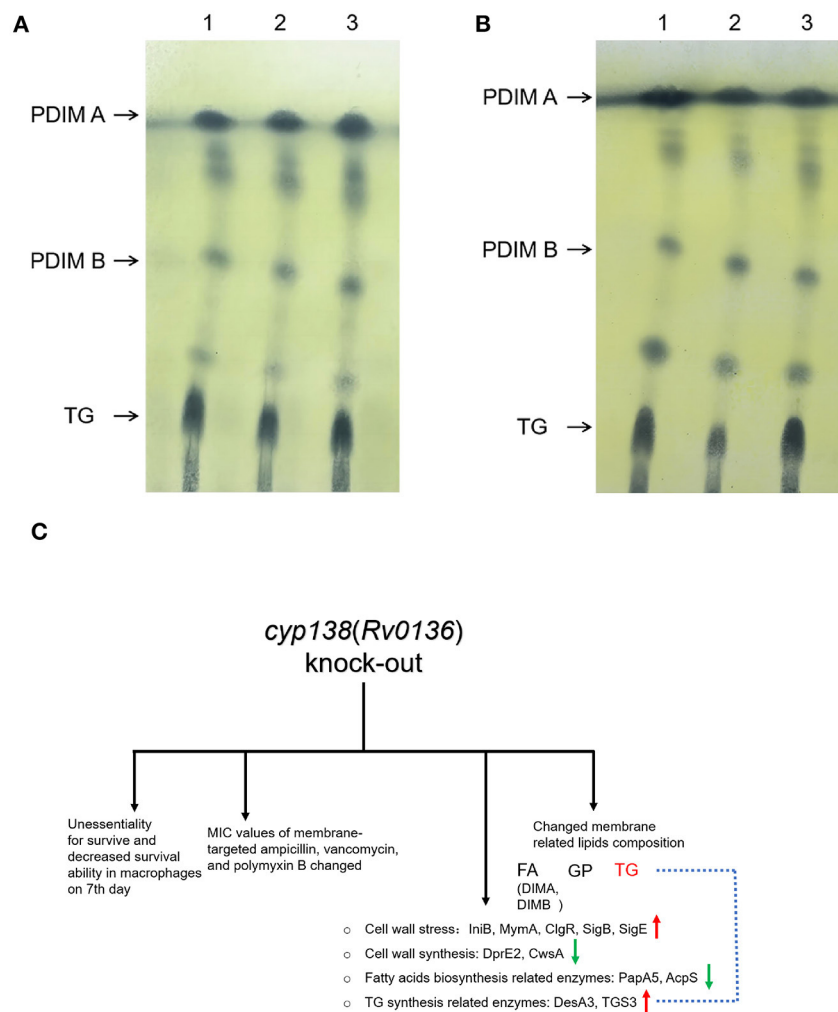 A
1 2 3
PDIM A
PDIM B
TG
B
1 2 3
PDIM A
PDIM B
TG
C
cyp138(Rv0136)
knock-out
Unessentiality
for survive and
decreased survival
ability in macrophages
on 7th day
MIC values of membrane-
targeted ampicillin, vancomycin,
and polymyxin B changed
Changed membrane
related lipids composition
FA GP TG
(DIMA,
DIMB )
○ Cell wall stress: IniB, MymA, ClgR, SigB, SigE
○ Cell wall synthesis: DprE2, CwsA
○ Fatty acids biosynthesis related enzymes: PapA5, AcpS
○ TG synthesis related enzymes: DesA3, TGS3